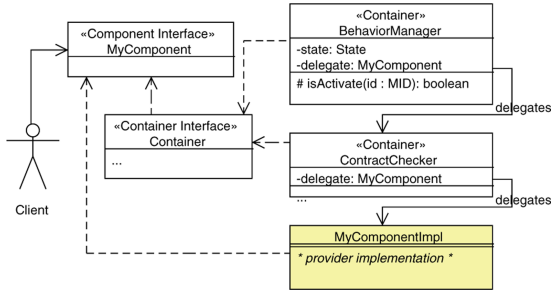 «Component Interface»
MyComponent
«Container»
BehaviorManager
-state: State
-delegate: MyComponent
# isActivate(id : MID): boolean
delegates
«Container Interface»
Container
...
«Container»
ContractChecker
-delegate: MyComponent
...
delegates
Client
MyComponentImpl
* provider implementation *